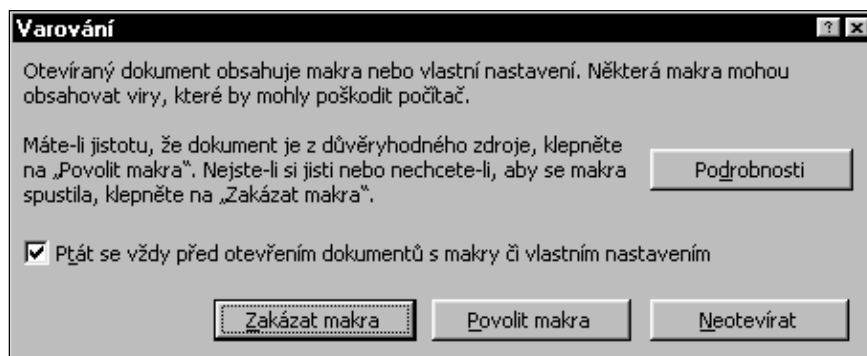 Varování
Otevíraný dokument obsahuje makra nebo vlastní nastavení. Některá makra mohou
obsahovat viry, které by mohly poškodit počítač.
Máte-li jistotu, že dokument je z důvěryhodného zdroje, klepněte
na „Povolit makra“. Nejste-li si jisti nebo nechcete-li, aby se makra
spustila, klepněte na „Zakázat makra“.
Podrobnosti
Ptát se vždy před otevřením dokumentů s makry či vlastním nastavením
Zakázat makra
Povolit makra
Neotevírat